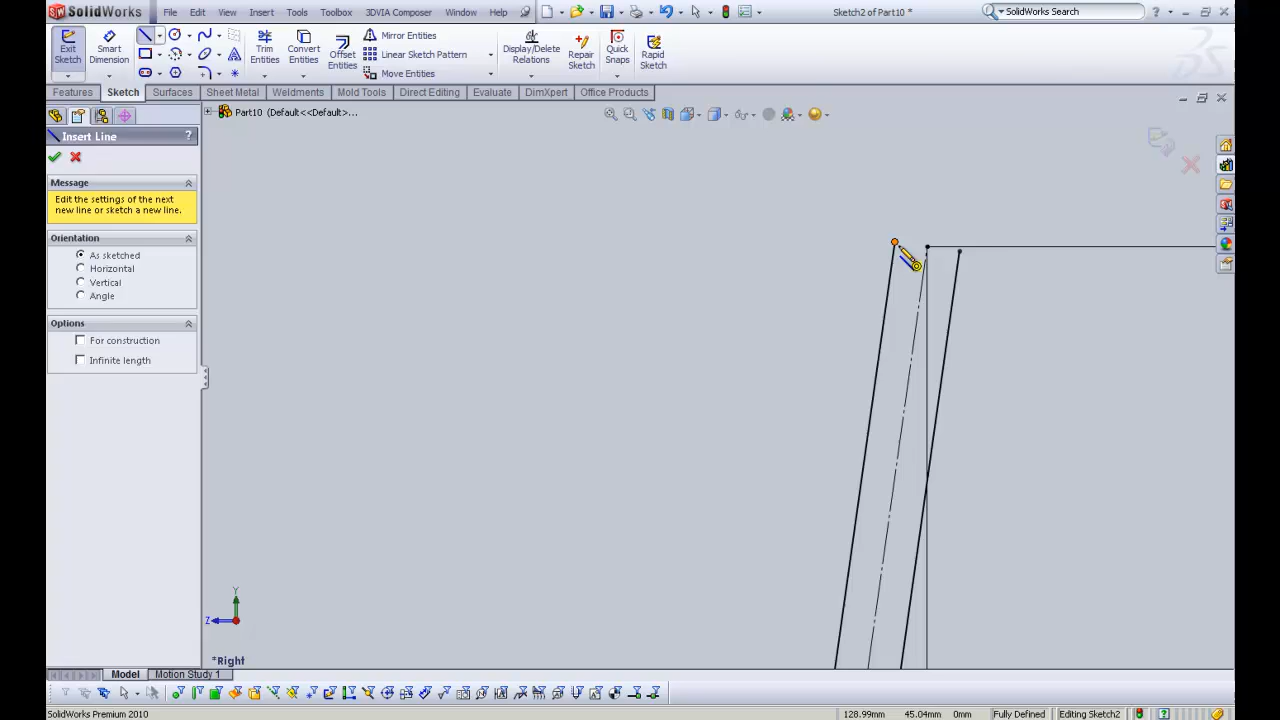 SolidWorks File Edit View Insert Tools Toolbox 3DVIA Composer Window Help Sketch2 of Part10 * SolidWorks Search
Exit Sketch
Smart Dimension
Trim Entities
Convert Entities
Offset Entities
Mirror Entities
Linear Sketch Pattern
Move Entities
Display/Delete Relations
Repair Sketch
Quick Snaps
Rapid Sketch
Features Sketch Surfaces Sheet Metal Weldments Mold Tools Direct Editing Evaluate DimXpert Office Products
Part10 (Default<<Default>...
Insert Line ?
Message
Edit the settings of the next
new line or sketch a new line.
Orientation
As sketched
Horizontal
Vertical
Angle
Options
For construction
Infinite length
Y
Z
*Right
Model Motion Study 1
SolidWorks Premium 2010 128.99mm 45.04mm 0mm Fully Defined Editing Sketch2